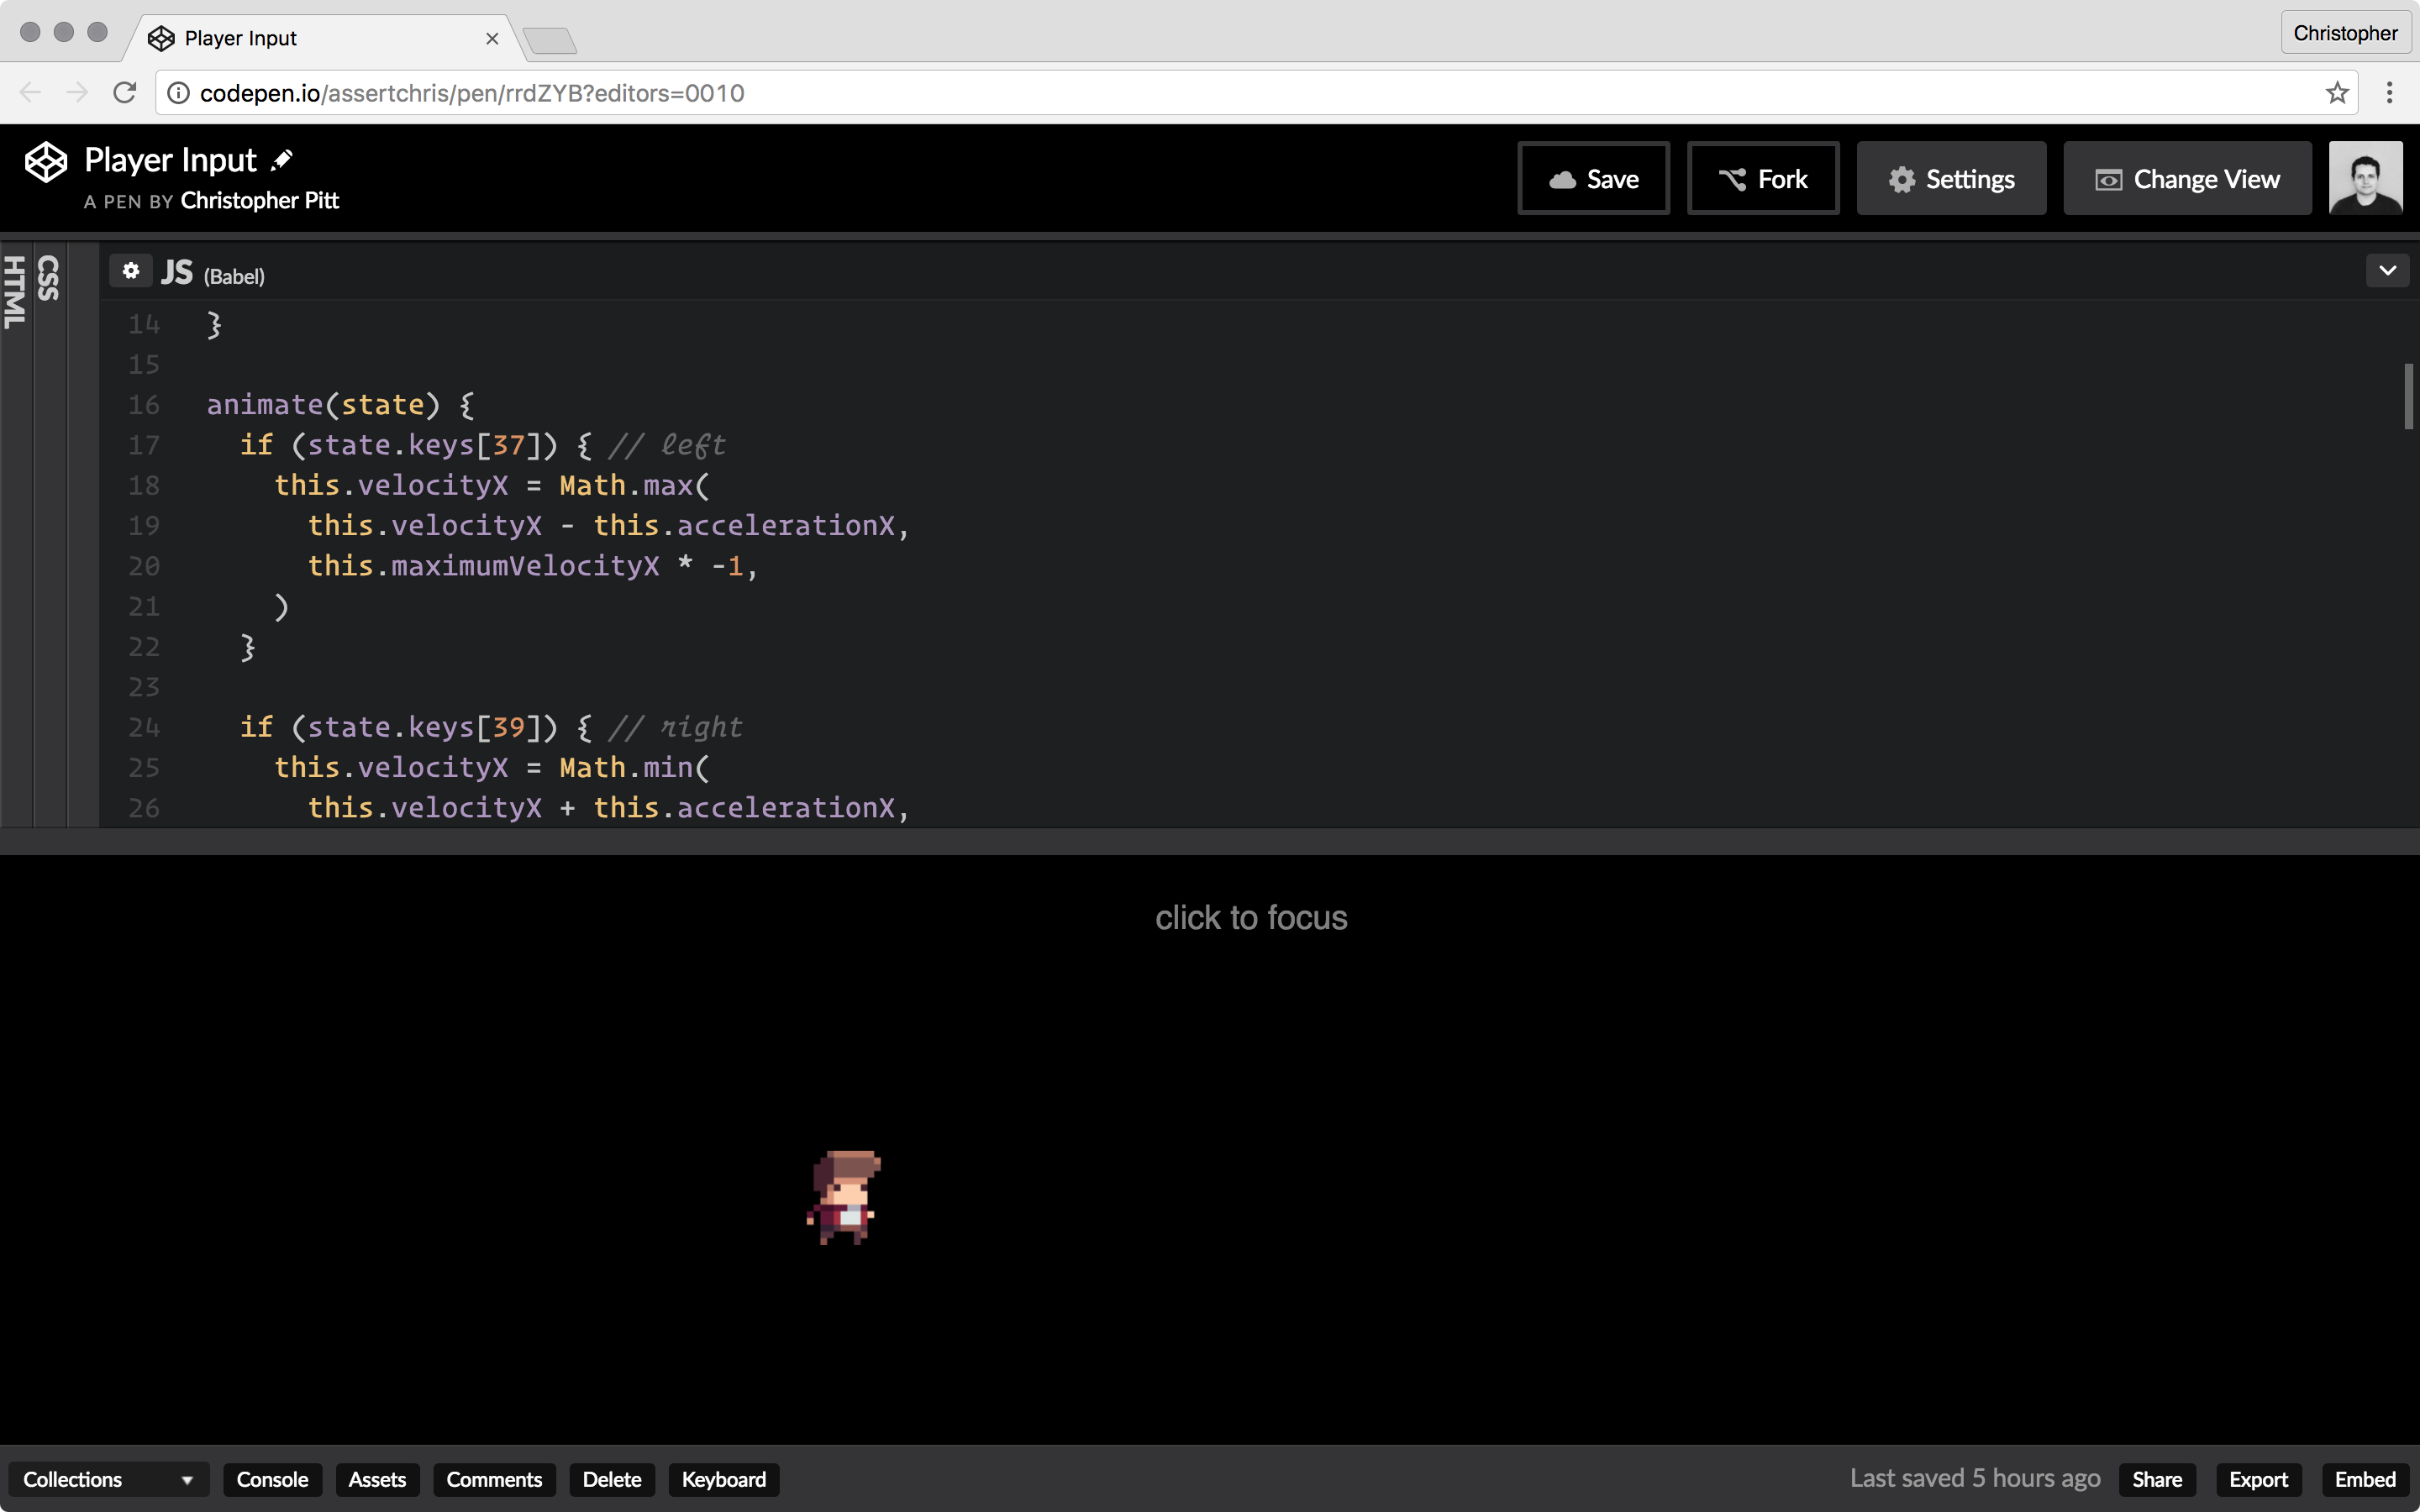 Player Input
Christopher
codepen.io/assertchris/pen/rrdZYB?editors=0010
Player Input
A PEN BY Christopher Pitt
Save
Fork
Settings
Change View
HTML
CSS
JS (Babel)
14 }
15
16 animate(state) {
17 if (state.keys[37]) { // left
18 this.velocityX = Math.max(
19 this.velocityX - this.accelerationX,
20 this.maximumVelocityX * -1,
21 )
22 }
23
24 if (state.keys[39]) { // right
25 this.velocityX = Math.min(
26 this.velocityX + this.accelerationX,
click to focus
Collections
Console
Assets
Comments
Delete
Keyboard
Last saved 5 hours ago
Share
Export
Embed